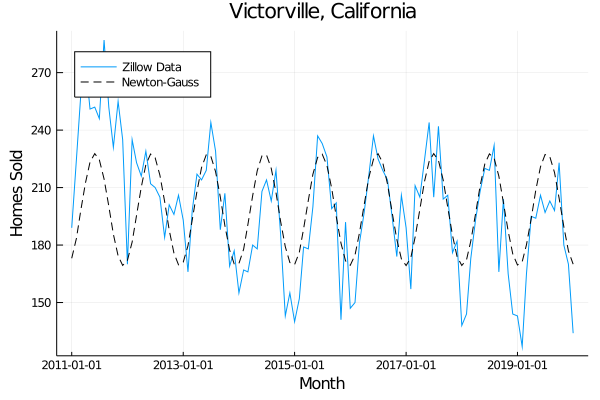 Victorville, California
Zillow Data
Newton-Gauss
Homes Sold
270
240
210
180
150
2011-01-01 2013-01-01 2015-01-01 2017-01-01 2019-01-01
Month